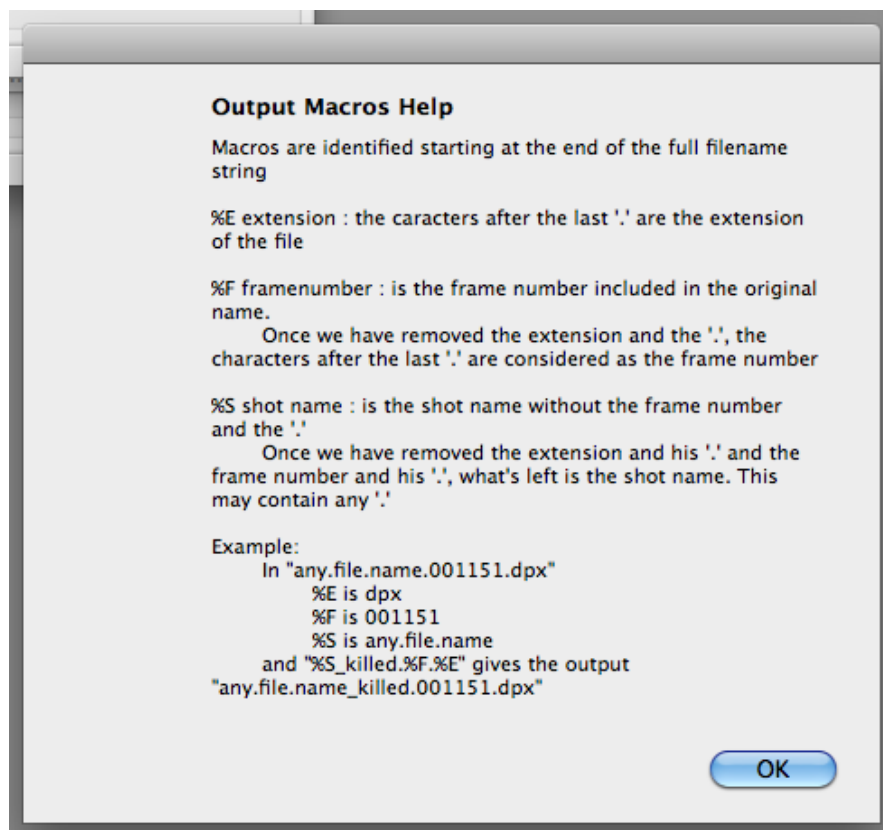 Output Macros Help
Macros are identified starting at the end of the full filename
string
%E extension : the caracters after the last '.' are the extension
of the file
%F framenumber : is the frame number included in the original
name.
Once we have removed the extension and the '.', the
characters after the last '.' are considered as the frame number
%S shot name : is the shot name without the frame number
and the '.'
Once we have removed the extension and his '.' and the
frame number and his '.', what's left is the shot name. This
may contain any '.'
Example:
In "any.file.name.001151.dpx"
%E is dpx
%F is 001151
%S is any.file.name
and "%S_killed.%F.%E" gives the output
"any.file.name_killed.001151.dpx"
OK